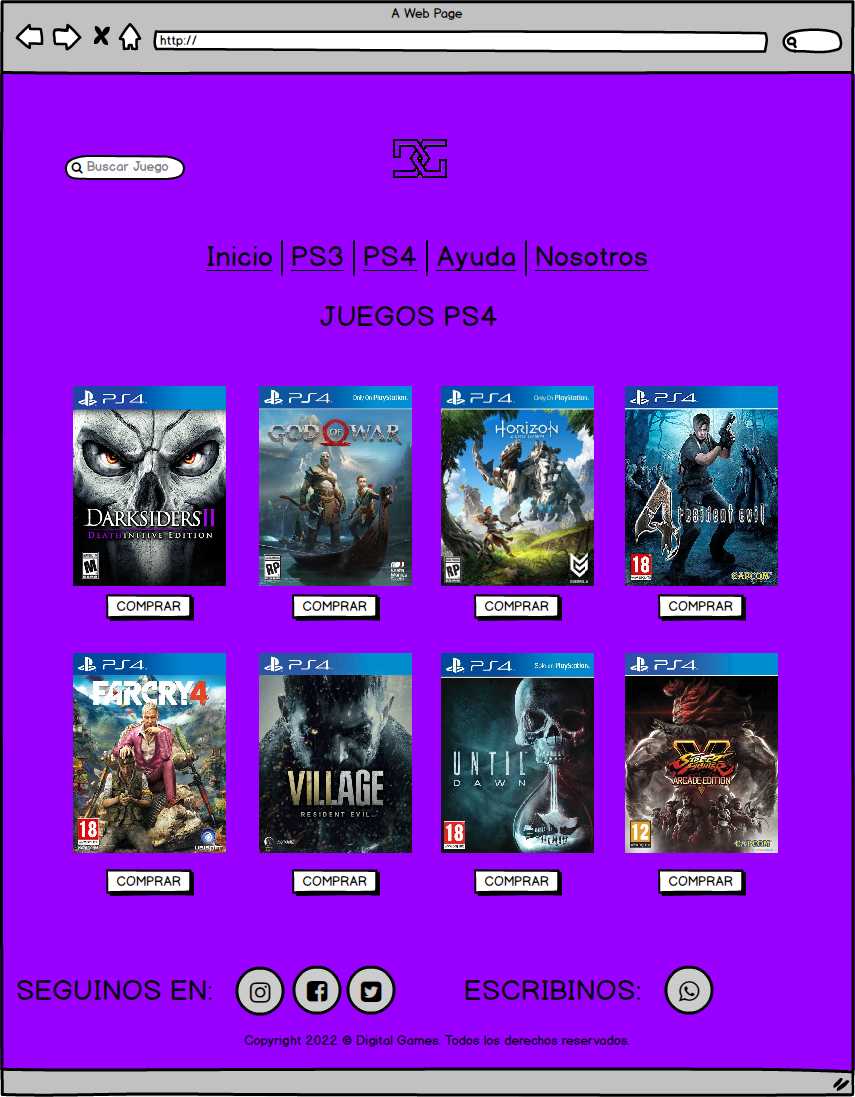 A Web Page
http://
Buscar Juego
Inicio PS3 PS4 Ayuda Nosotros
JUEGOS PS4
PS4
DARKSIDERS II
DEATHINITIVE EDITION
M
COMPRAR
PS4 Only On PlayStation.
GOD OF WAR
RP
COMPRAR
PS4 Only On PlayStation.
HORIZON
ZERO DAWN
RP
GUERRILLA
COMPRAR
PS4
4 resident evil
18
CAPCOM
COMPRAR
PS4
FARCRY4
18
UBISOFT
COMPRAR
PS4
VILLAGE
RESIDENT EVIL
COMPRAR
PS4 Solo en PlayStation.
UNTIL
DAWN
18
COMPRAR
PS4
V
STREET
FIGHTER
ARCADE EDITION
12
CAPCOM
COMPRAR
SEGUINOS EN: ESCRIBINOS:
Copyright 2022 © Digital Games. Todos los derechos reservados.